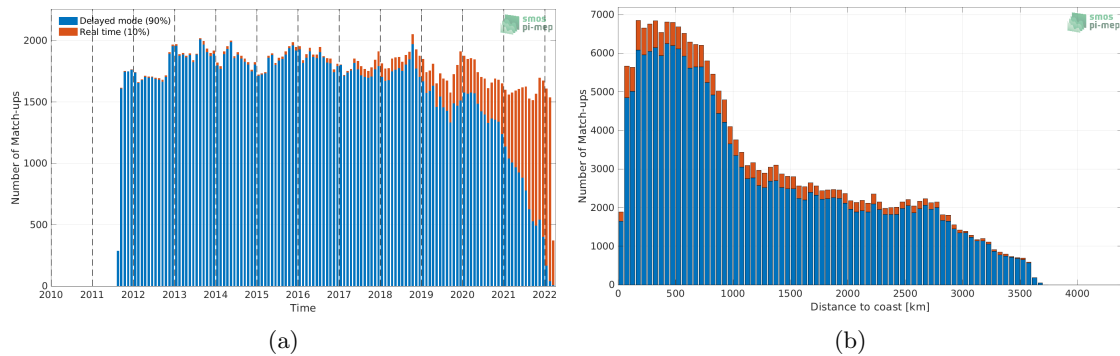 smos
pi-mep
Delayed mode (90%)
Real time (10%)
Number of Match-ups
2000
1500
1000
500
0
2010 2011 2012 2013 2014 2015 2016 2017 2018 2019 2020 2021 2022
Time
(a)
smos
pi-mep
Number of Match-ups
7000
6000
5000
4000
3000
2000
1000
0
0 500 1000 1500 2000 2500 3000 3500 4000
Distance to coast [km]
(b)